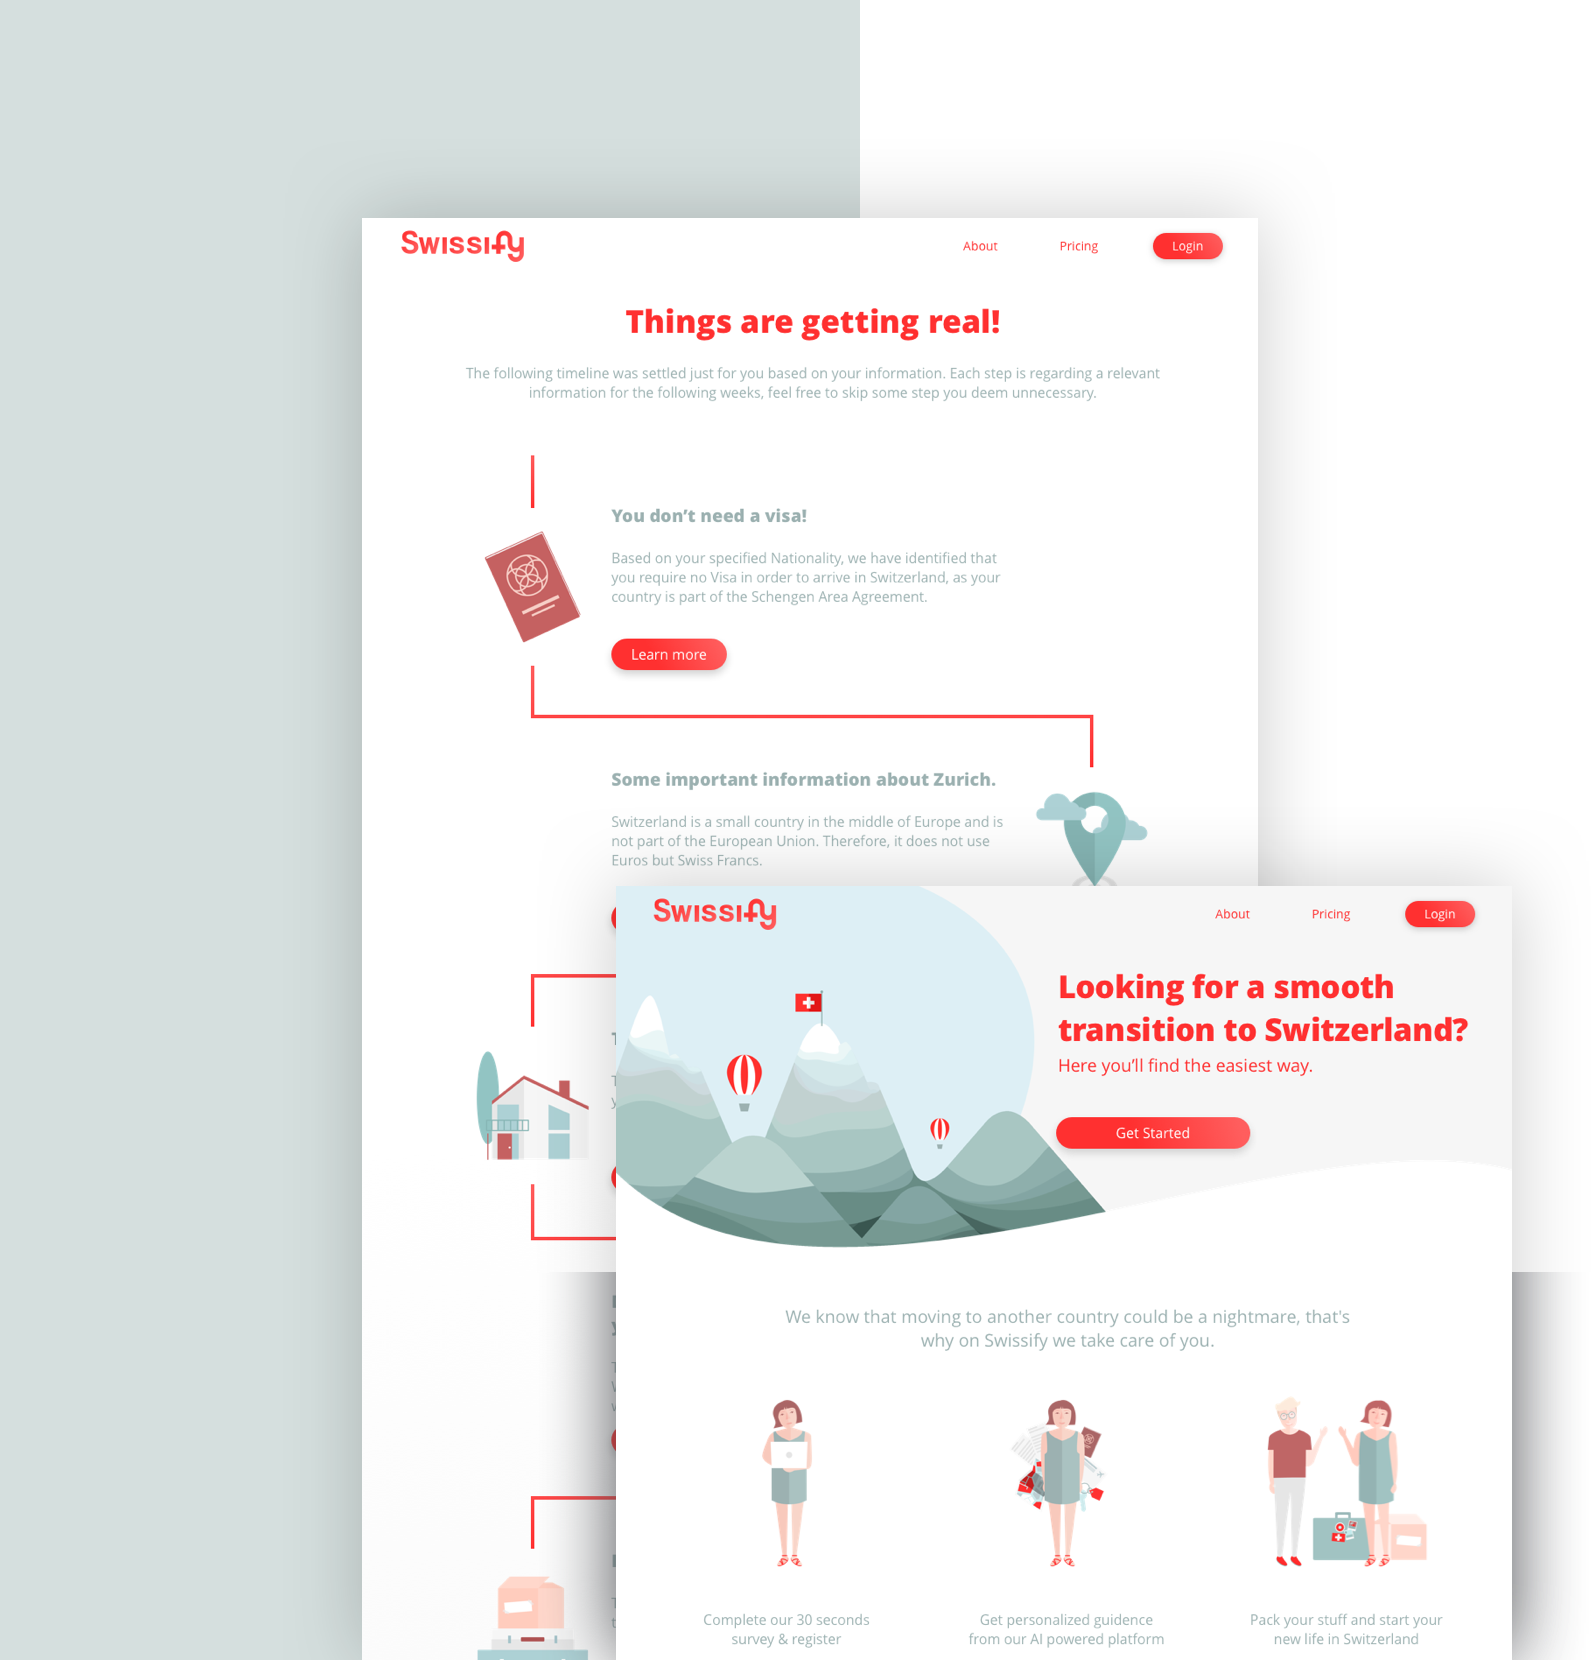 Swissify
About
Pricing
Login
Things are getting real!
The following timeline was settled just for you based on your information. Each step is regarding a relevant
information for the following weeks, feel free to skip some step you deem unnecessary.
You don’t need a visa!
Based on your specified Nationality, we have identified that
you require no Visa in order to arrive in Switzerland, as your
country is part of the Schengen Area Agreement.
Learn more
Some important information about Zurich.
Switzerland is a small country in the middle of Europe and is
not part of the European Union. Therefore, it does not use
Euros but Swiss Francs.
Swissify
About
Pricing
Login
Looking for a smooth
transition to Switzerland?
Here you’ll find the easiest way.
Get Started
We know that moving to another country could be a nightmare, that's
why on Swissify we take care of you.
Complete our 30 seconds
survey & register
Get personalized guidence
from our AI powered platform
Pack your stuff and start your
new life in Switzerland